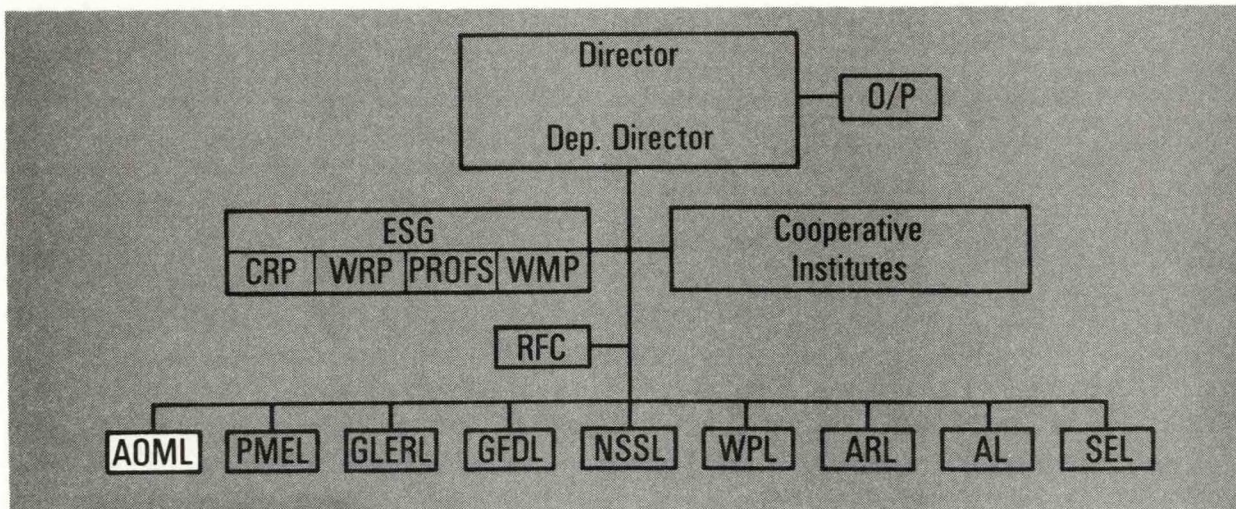 Director
O/P
Dep. Director
ESG
CRP WRP PROFS WMP
Cooperative
Institutes
RFC
AOML PMEL GLERL GFDL NSSL WPL ARL AL SEL